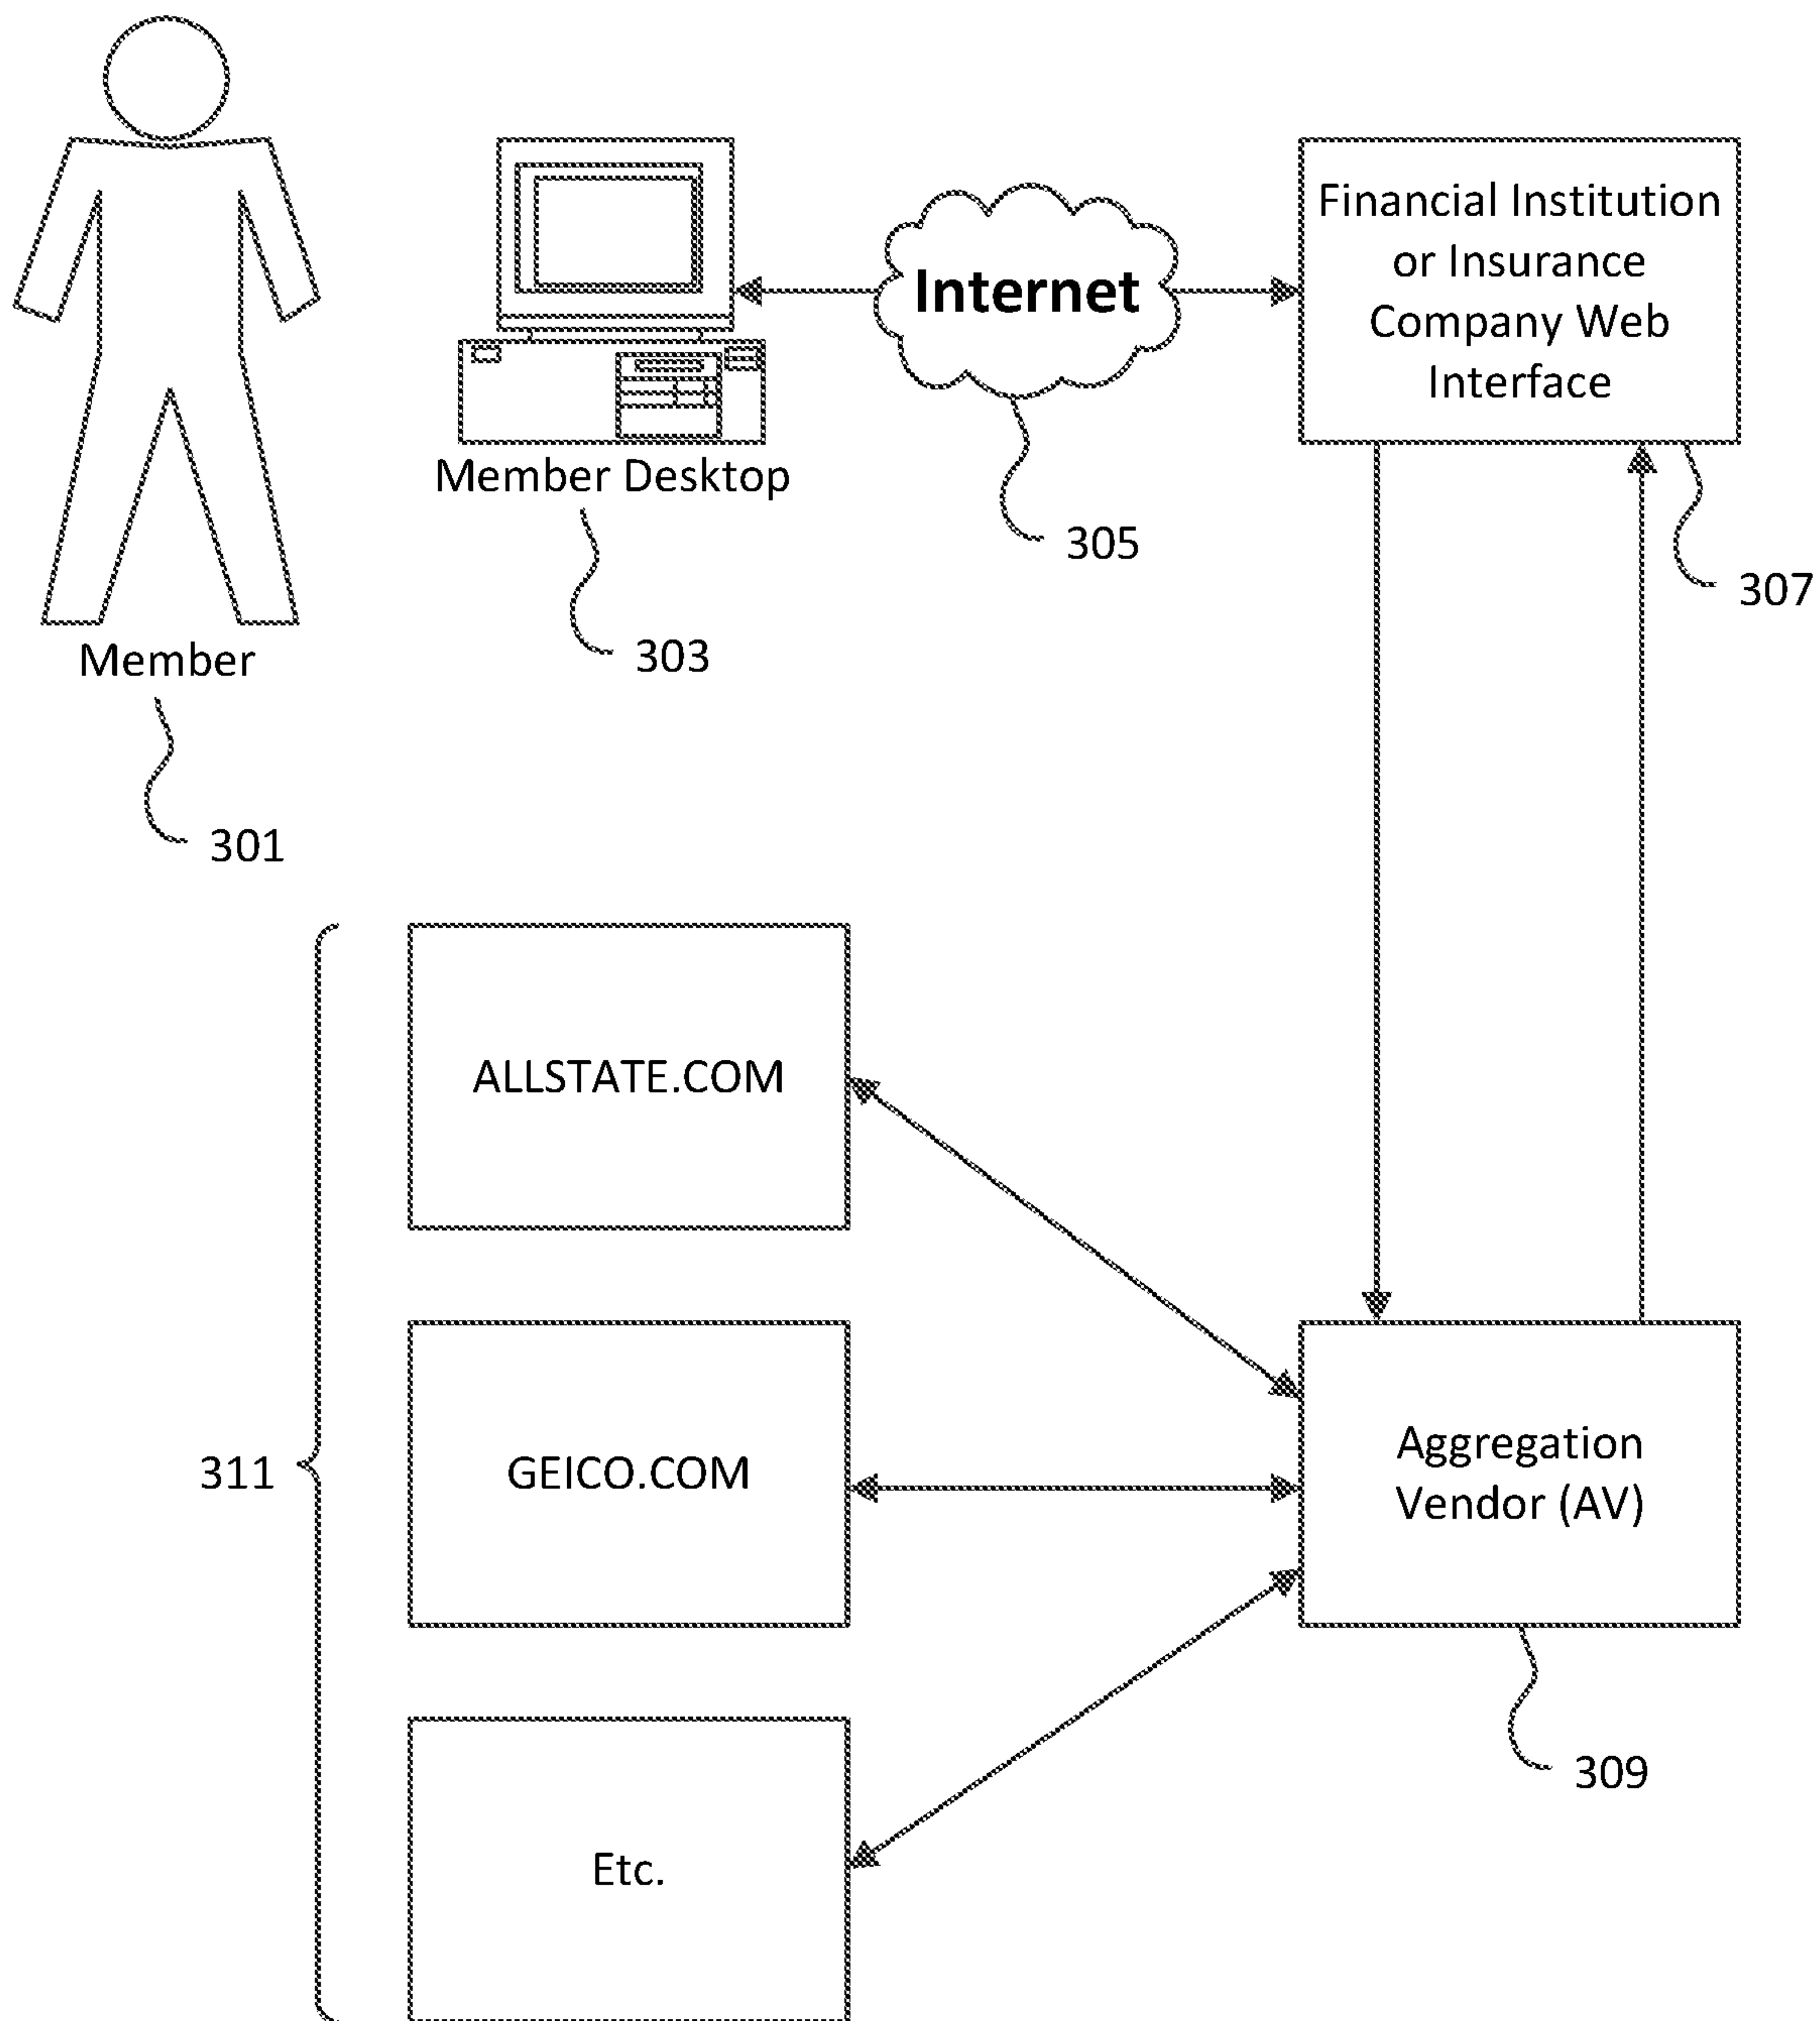 Financial Institution
or Insurance
Company Web
Interface
Internet
Member Desktop
305
307
303
Member
301
ALLSTATE.COM
311
GEICO.COM
Aggregation
Vendor (AV)
309
Etc.